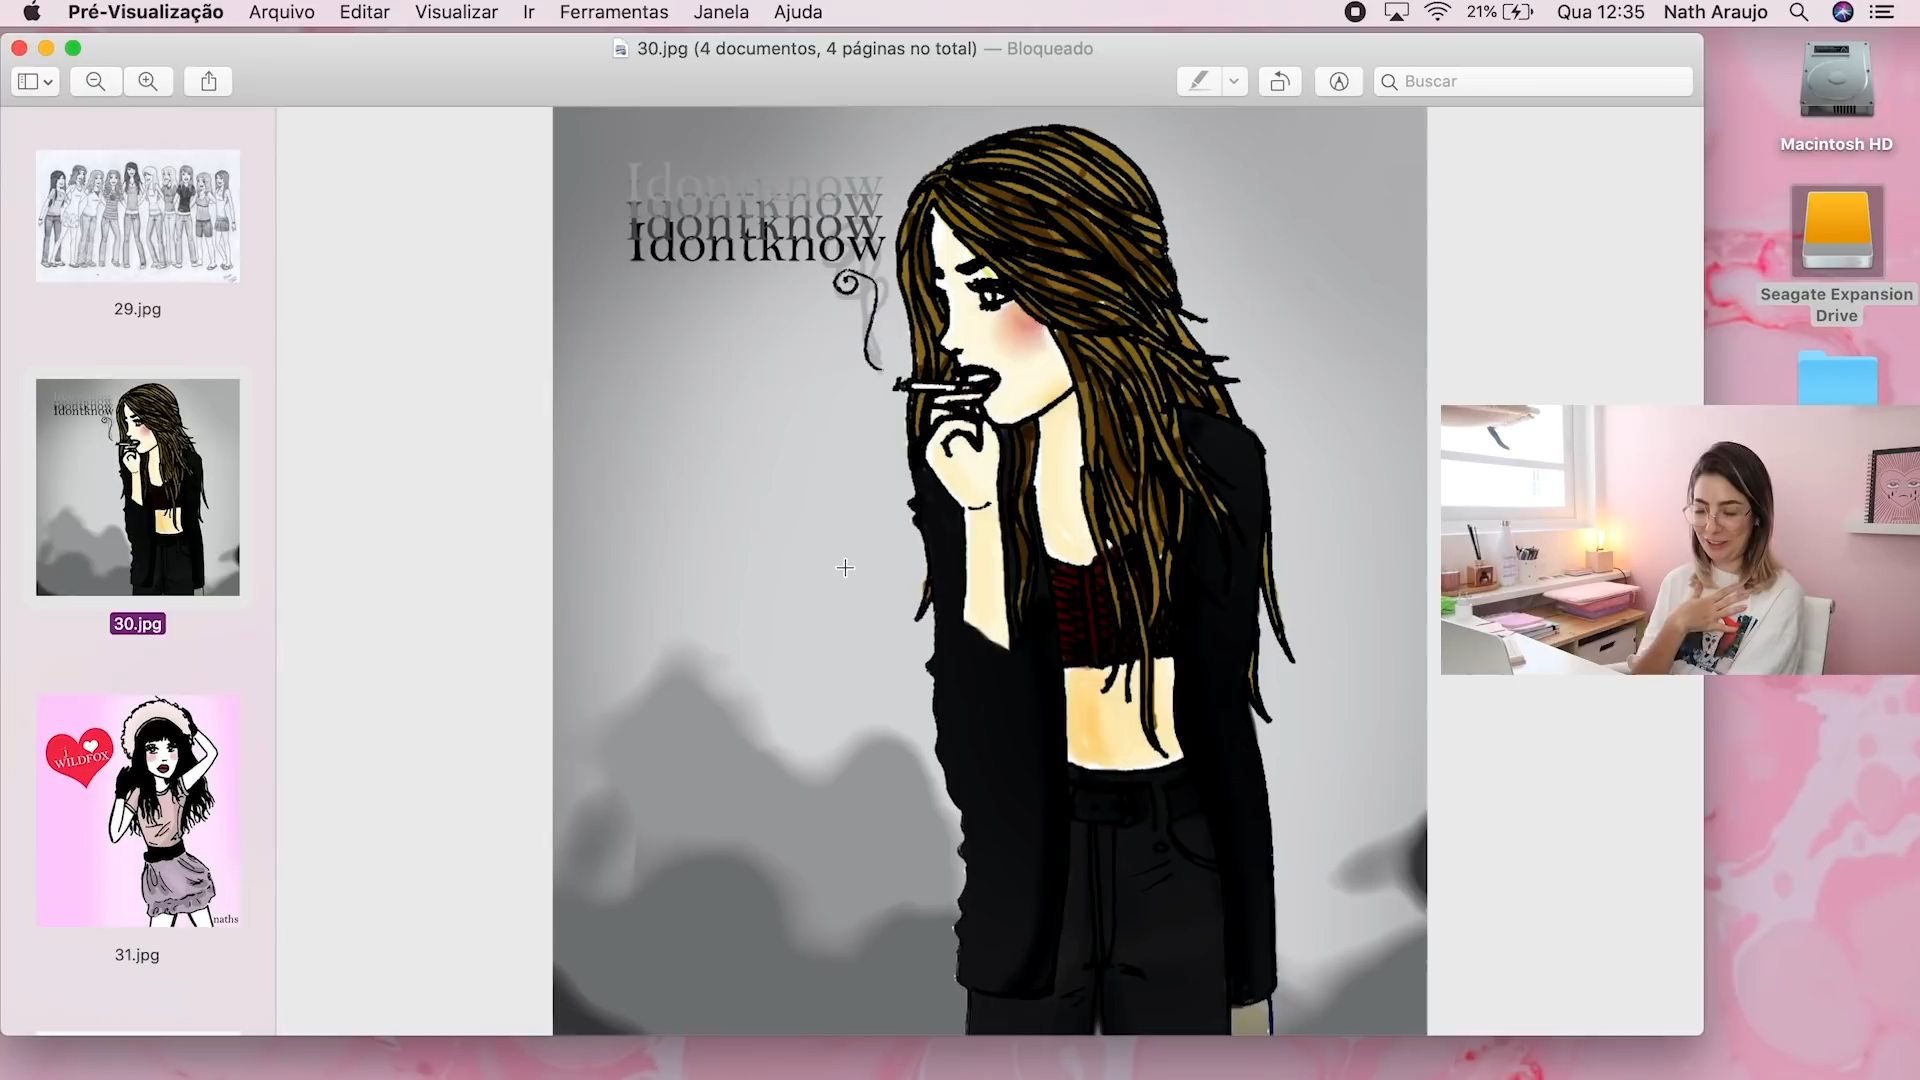 Pré-Visualização Arquivo Editar Visualizar Ir Ferramentas Janela Ajuda 21% Qua 12:35 Nath Araujo
30.jpg (4 documentos, 4 páginas no total) — Bloqueado
Buscar
Macintosh HD
Seagate Expansion
Drive
29.jpg
Idontknow
30.jpg
i
WILDFOX
naths
31.jpg
Idontknow
Idontknow
Idontknow
Idontknow